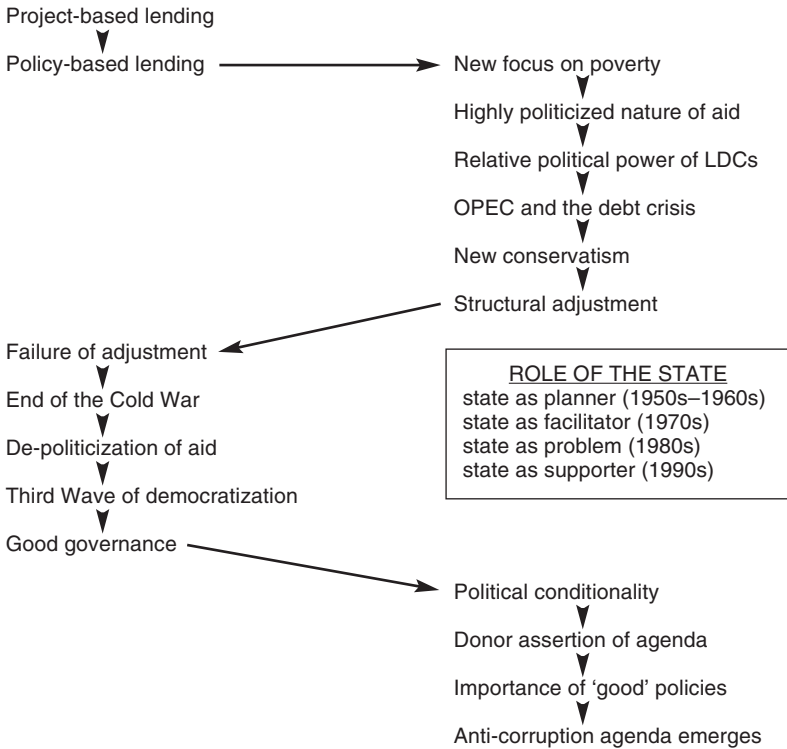 Project-based lending
Policy-based lending
New focus on poverty
Highly politicized nature of aid
Relative political power of LDCs
OPEC and the debt crisis
New conservatism
Structural adjustment
Failure of adjustment
End of the Cold War
De-politicization of aid
Third Wave of democratization
Good governance
ROLE OF THE STATE
state as planner (1950s–1960s)
state as facilitator (1970s)
state as problem (1980s)
state as supporter (1990s)
Political conditionality
Donor assertion of agenda
Importance of ‘good’ policies
Anti-corruption agenda emerges